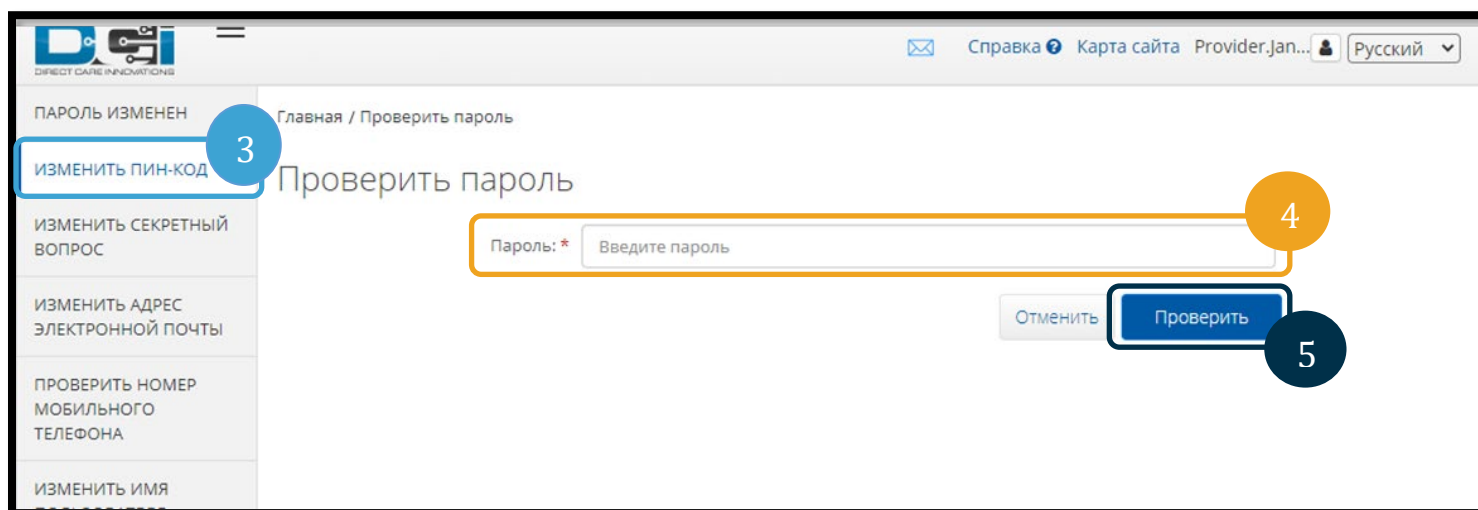 DCI
DIRECT CARE INNOVATIONS
Справка ? Карта сайта Provider.Jan... Русский
ПАРОЛЬ ИЗМЕНЕН
Главная / Проверить пароль
3
ИЗМЕНИТЬ ПИН-КОД
Проверить пароль
4
ИЗМЕНИТЬ СЕКРЕТНЫЙ
ВОПРОС
Пароль: * Введите пароль
ИЗМЕНИТЬ АДРЕС
ЭЛЕКТРОННОЙ ПОЧТЫ
Отменить Проверить
5
ПРОВЕРИТЬ НОМЕР
МОБИЛЬНОГО
ТЕЛЕФОНА
ИЗМЕНИТЬ ИМЯ